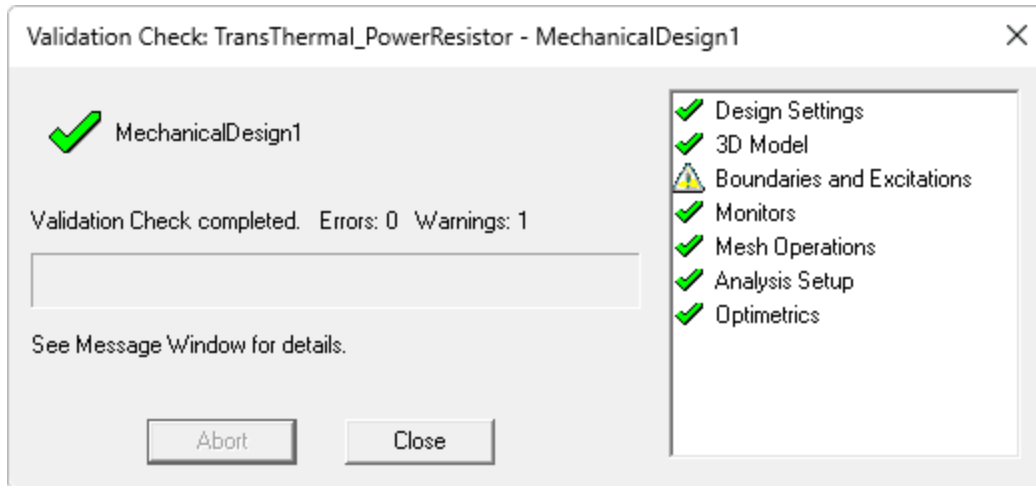 Validation Check: TransThermal_PowerResistor - MechanicalDesign1
MechanicalDesign1
Validation Check completed. Errors: 0 Warnings: 1
See Message Window for details.
Abort
Close
Design Settings
3D Model
Boundaries and Excitations
Monitors
Mesh Operations
Analysis Setup
Optimetrics